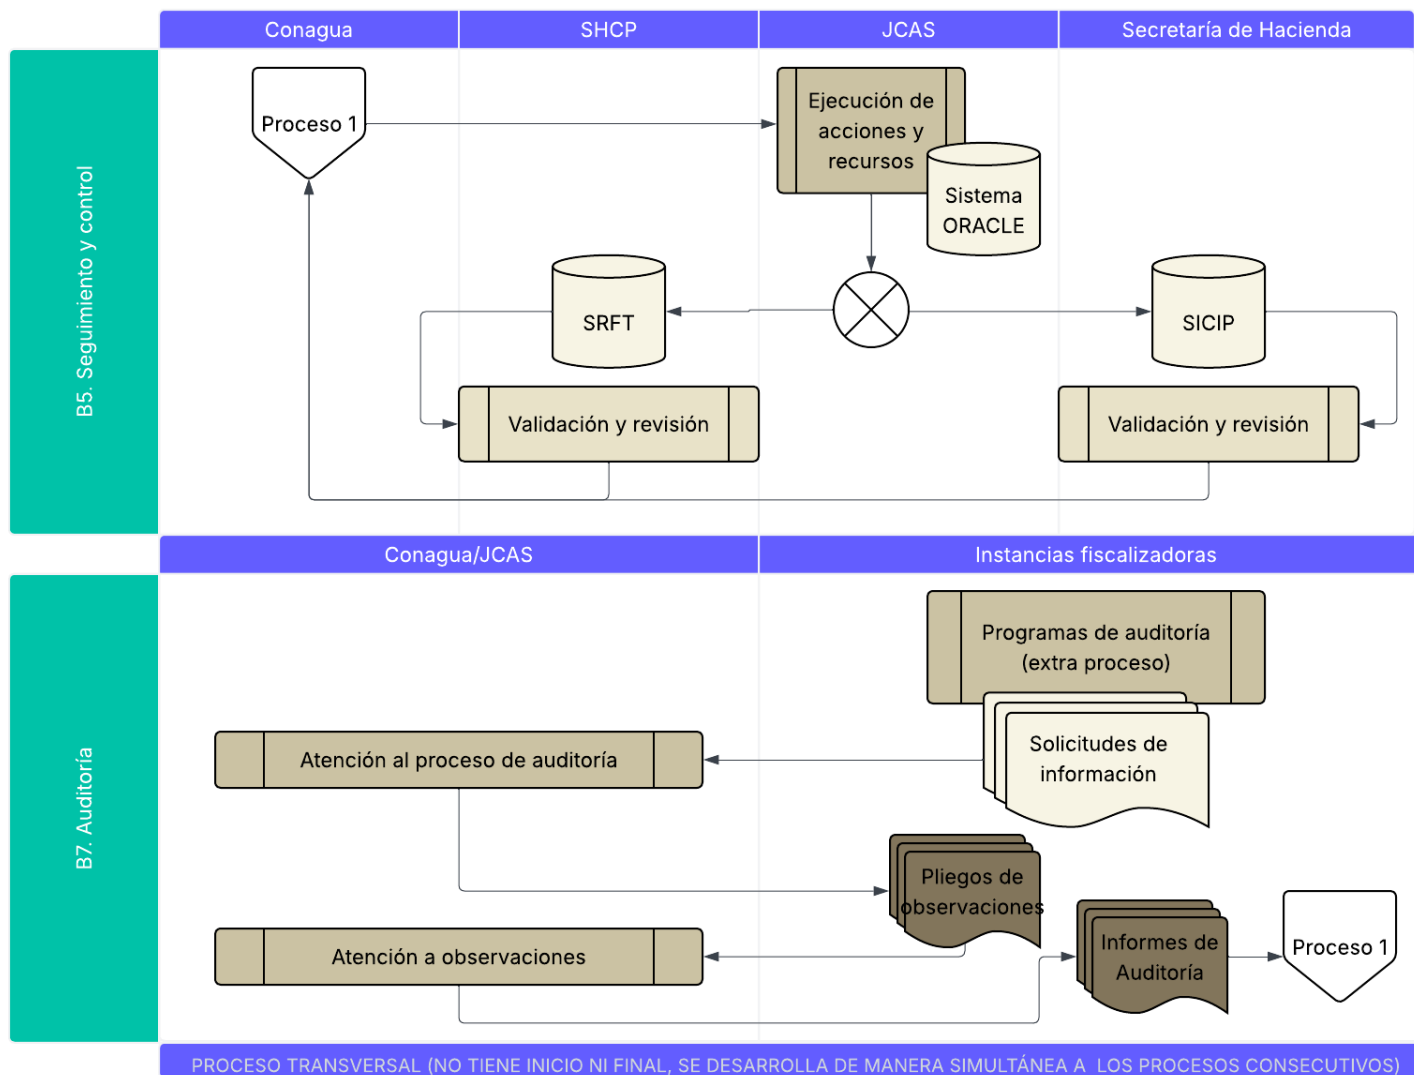 Conagua
SHCP
JCAS
Secretaría de Hacienda
B5. Seguimiento y control
Proceso 1
Ejecución de
acciones y
recursos
Sistema
ORACLE
SRFT
SICIP
Validación y revisión
Validación y revisión
Conagua/JCAS
Instancias fiscalizadoras
B7. Auditoría
Programas de auditoría
(extra proceso)
Solicitudes de
información
Atención al proceso de auditoría
Pliegos de
observaciones
Atención a observaciones
Informes de
Auditoría
Proceso 1
PROCESO TRANSVERSAL (NO TIENE INICIO NI FINAL, SE DESARROLLA DE MANERA SIMULTÁNEA A LOS PROCESOS CONSECUTIVOS)